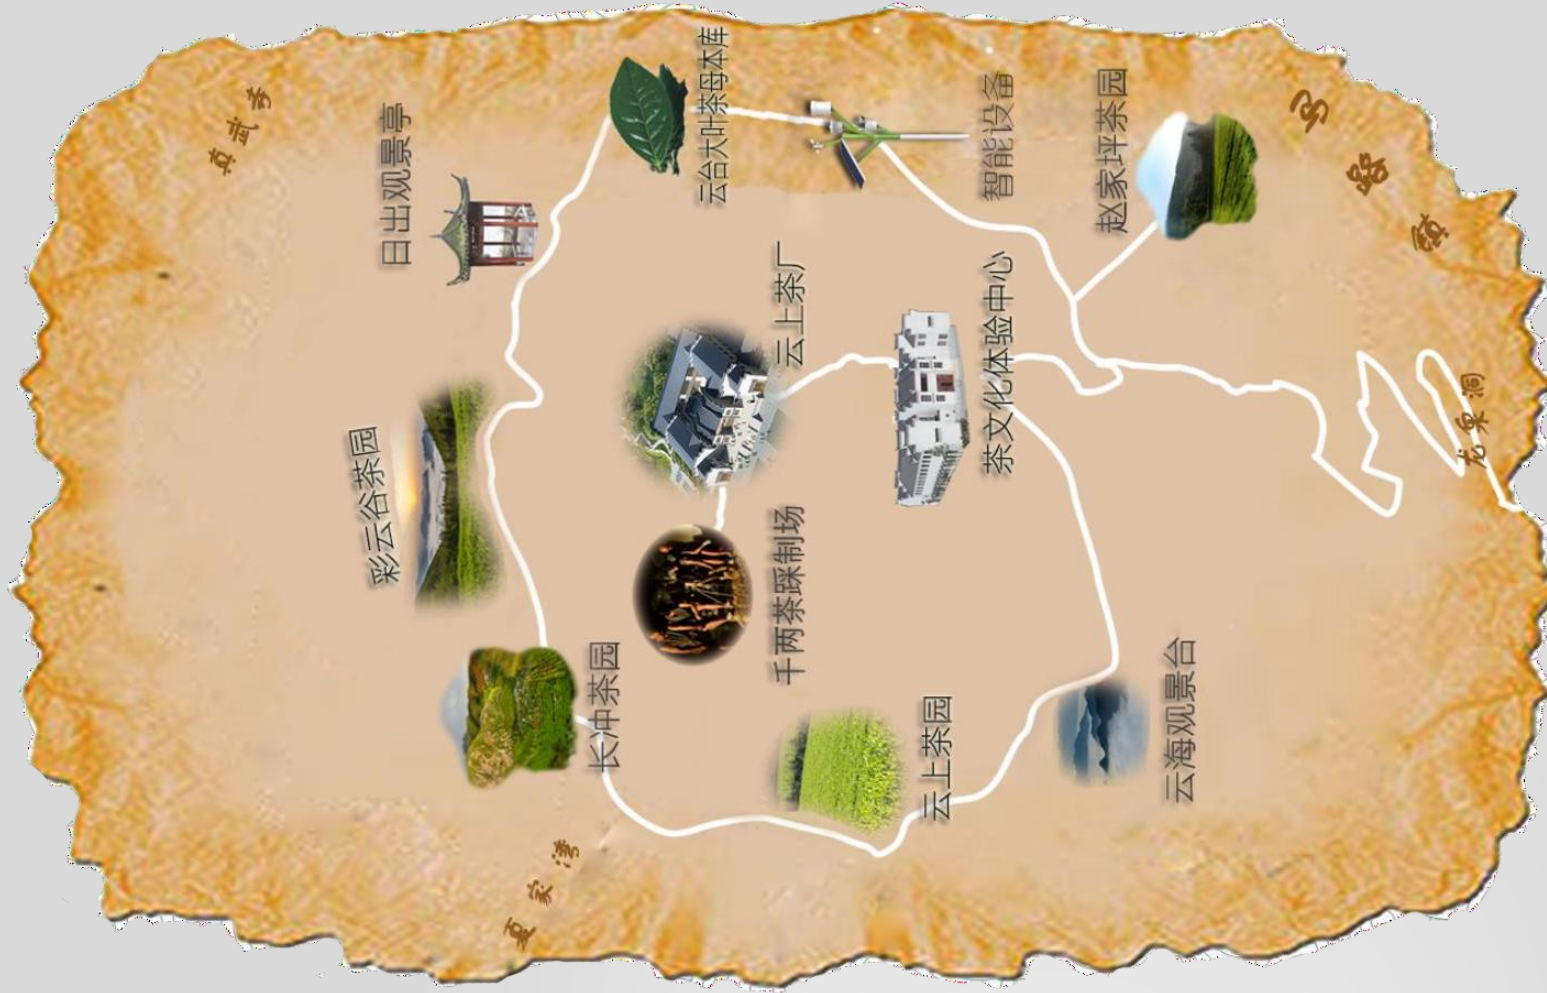 真武
彩云谷茶园
日出观景亭
夏家湾
长冲茶园
云台大叶茶母本库
千两茶踩制场
云上茶厂
云上茶园
茶文化体验中心
智能设备
赵家坪茶园
云海观景台
马路镇
龙泉洞